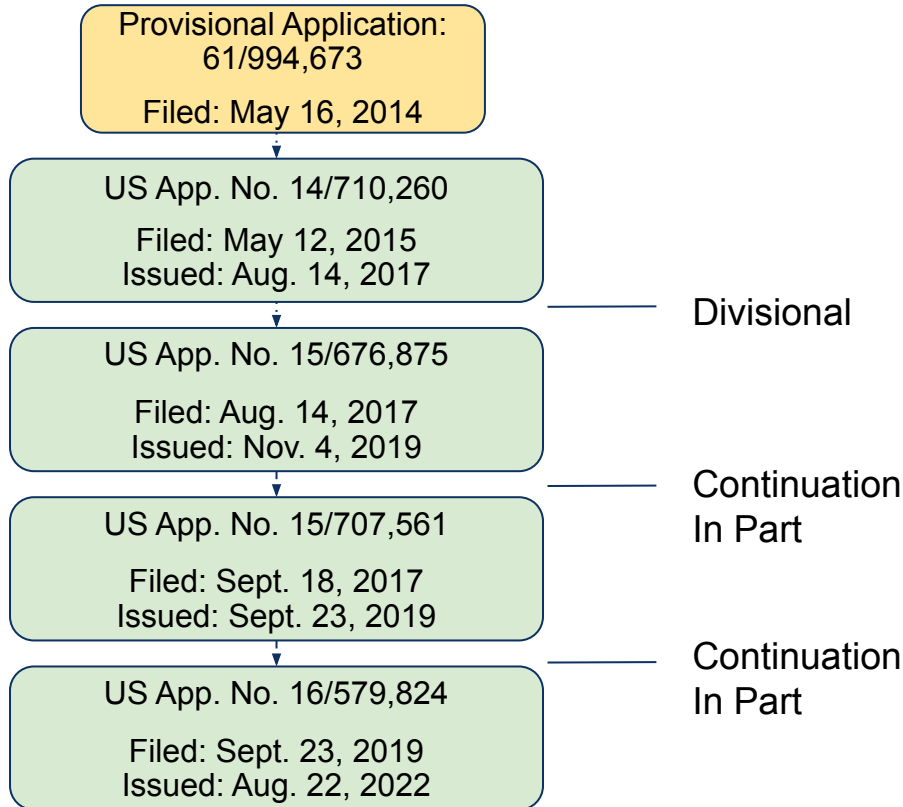 Provisional Application:
61/994,673
Filed: May 16, 2014
US App. No. 14/710,260
Filed: May 12, 2015
Issued: Aug. 14, 2017
Divisional
US App. No. 15/676,875
Filed: Aug. 14, 2017
Issued: Nov. 4, 2019
Continuation
In Part
US App. No. 15/707,561
Filed: Sept. 18, 2017
Issued: Sept. 23, 2019
Continuation
In Part
US App. No. 16/579,824
Filed: Sept. 23, 2019
Issued: Aug. 22, 2022